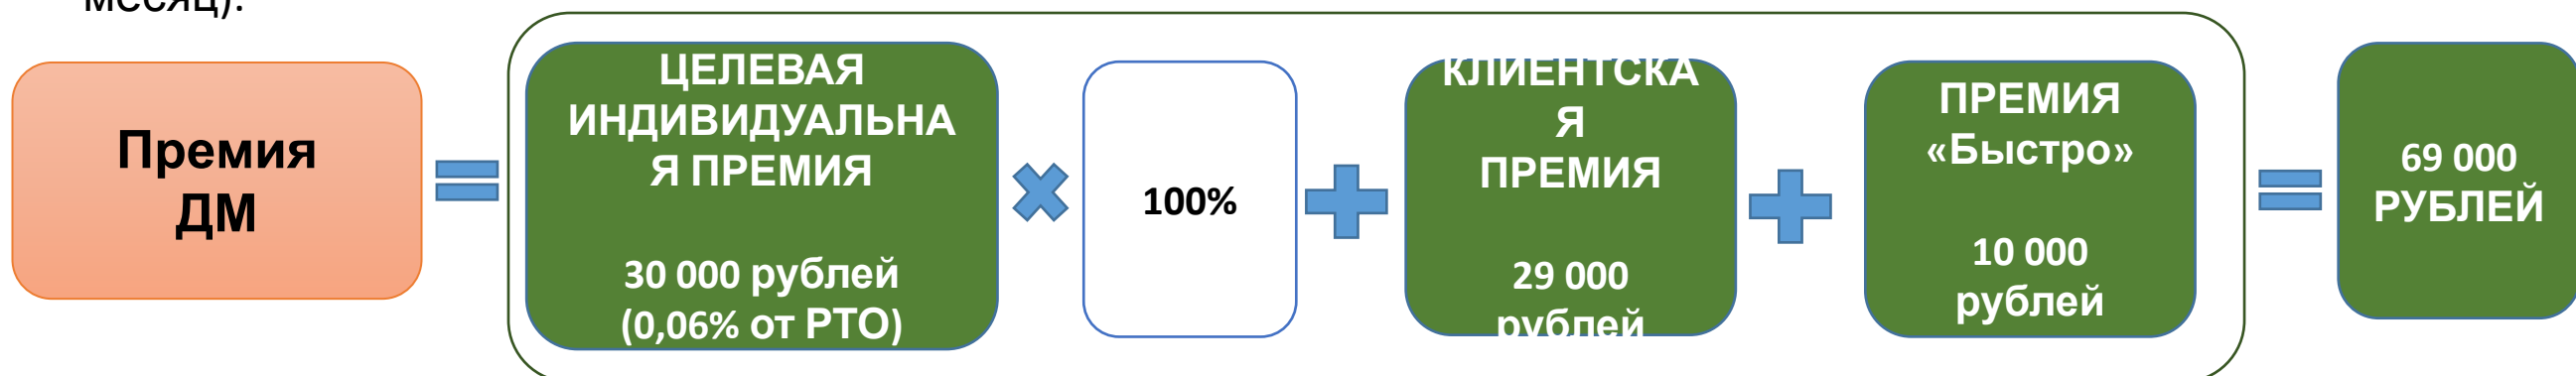 месяц).
Премия
ДМ
ЦЕЛЕВАЯ
ИНДИВИДУАЛЬНА
Я ПРЕМИЯ
30 000 рублей
(0,06% от РТО)
100%
КЛИЕНТСКА
Я
ПРЕМИЯ
29 000
рублей
ПРЕМИЯ
«Быстро»
10 000
рублей
69 000
РУБЛЕЙ